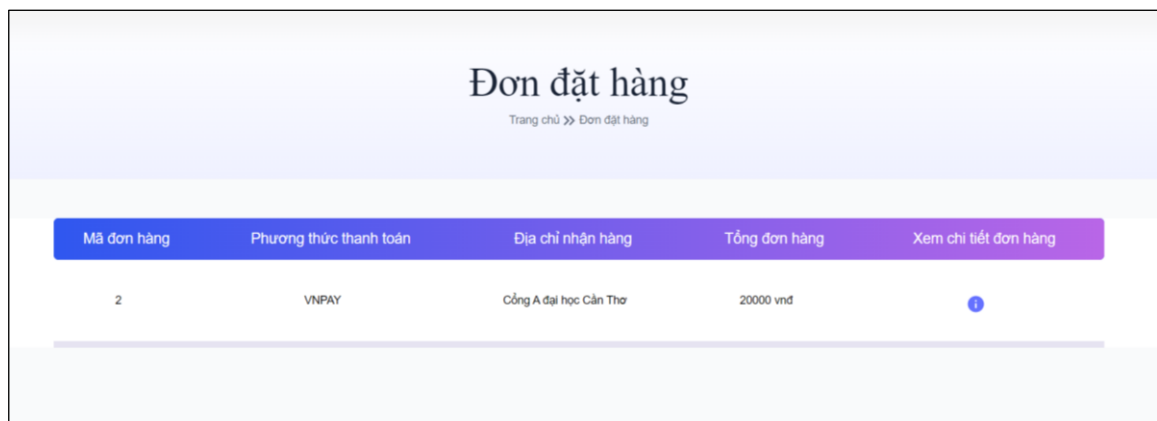 Đơn đặt hàng
Trang chủ >> Đơn đặt hàng
Mã đơn hàng Phương thức thanh toán Địa chỉ nhận hàng Tổng đơn hàng Xem chi tiết đơn hàng
2 VNPAY Cổng A đại học Cần Thơ 20000 vnđ